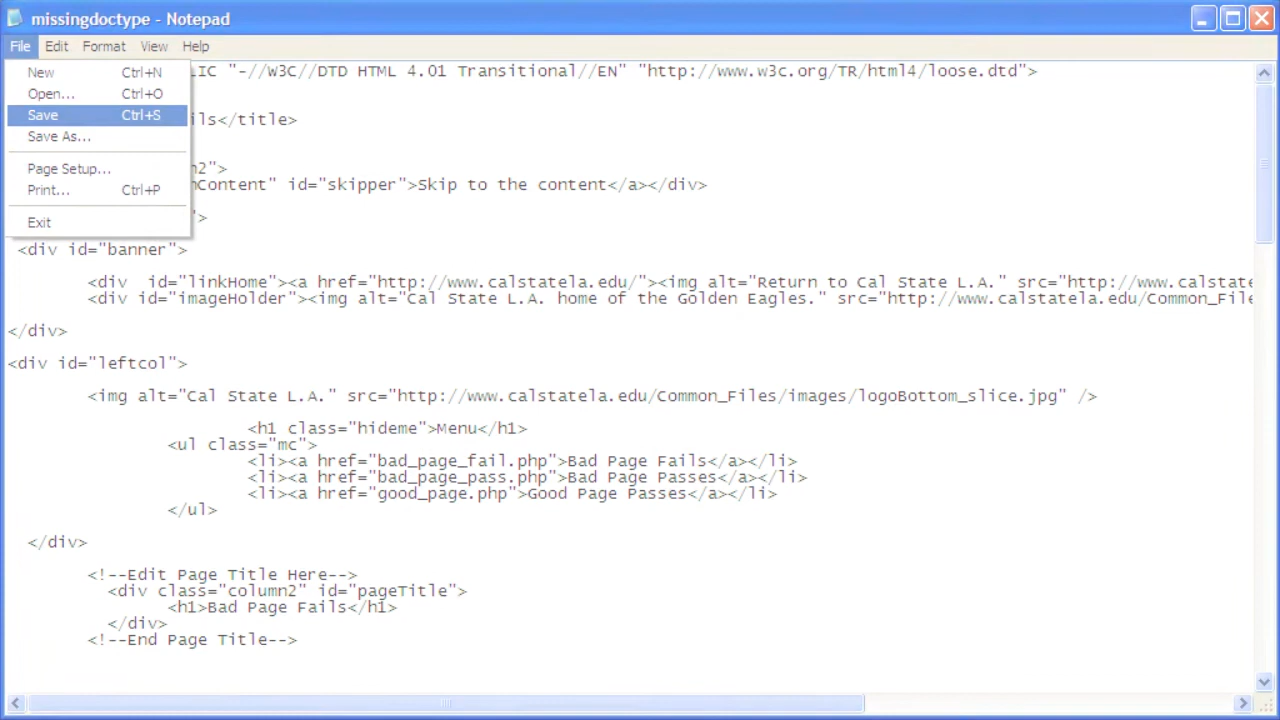 missingdoctype - Notepad
File Edit Format View Help
New Ctrl+N
Open... Ctrl+O
Save Ctrl+S
Save As...
Page Setup...
Print... Ctrl+P
Exit
LIC "-//W3C//DTD HTML 4.01 Transitional//EN" "http://www.w3c.org/TR/html4/loose.dtd">
ils</title>
n2">
nContent" id="skipper">Skip to the content</a></div>
">
<div id="banner">
<div  id="linkHome"><a href="http://www.calstatela.edu/"><img alt="Return to Cal State L.A." src="http://www.calstate
<div id="imageHolder"><img alt="Cal State L.A. home of the Golden Eagles." src="http://www.calstatela.edu/Common_File
</div>
<div id="leftcol">
<img alt="Cal State L.A." src="http://www.calstatela.edu/Common_Files/images/logoBottom_slice.jpg" />
<h1 class="hideme">Menu</h1>
<ul class="mc">
<li><a href="bad_page_fail.php">Bad Page Fails</a></li>
<li><a href="bad_page_pass.php">Bad Page Passes</a></li>
<li><a href="good_page.php">Good Page Passes</a></li>
</ul>
</div>
<!--Edit Page Title Here-->
<div class="column2" id="pageTitle">
<h1>Bad Page Fails</h1>
</div>
<!--End Page Title-->